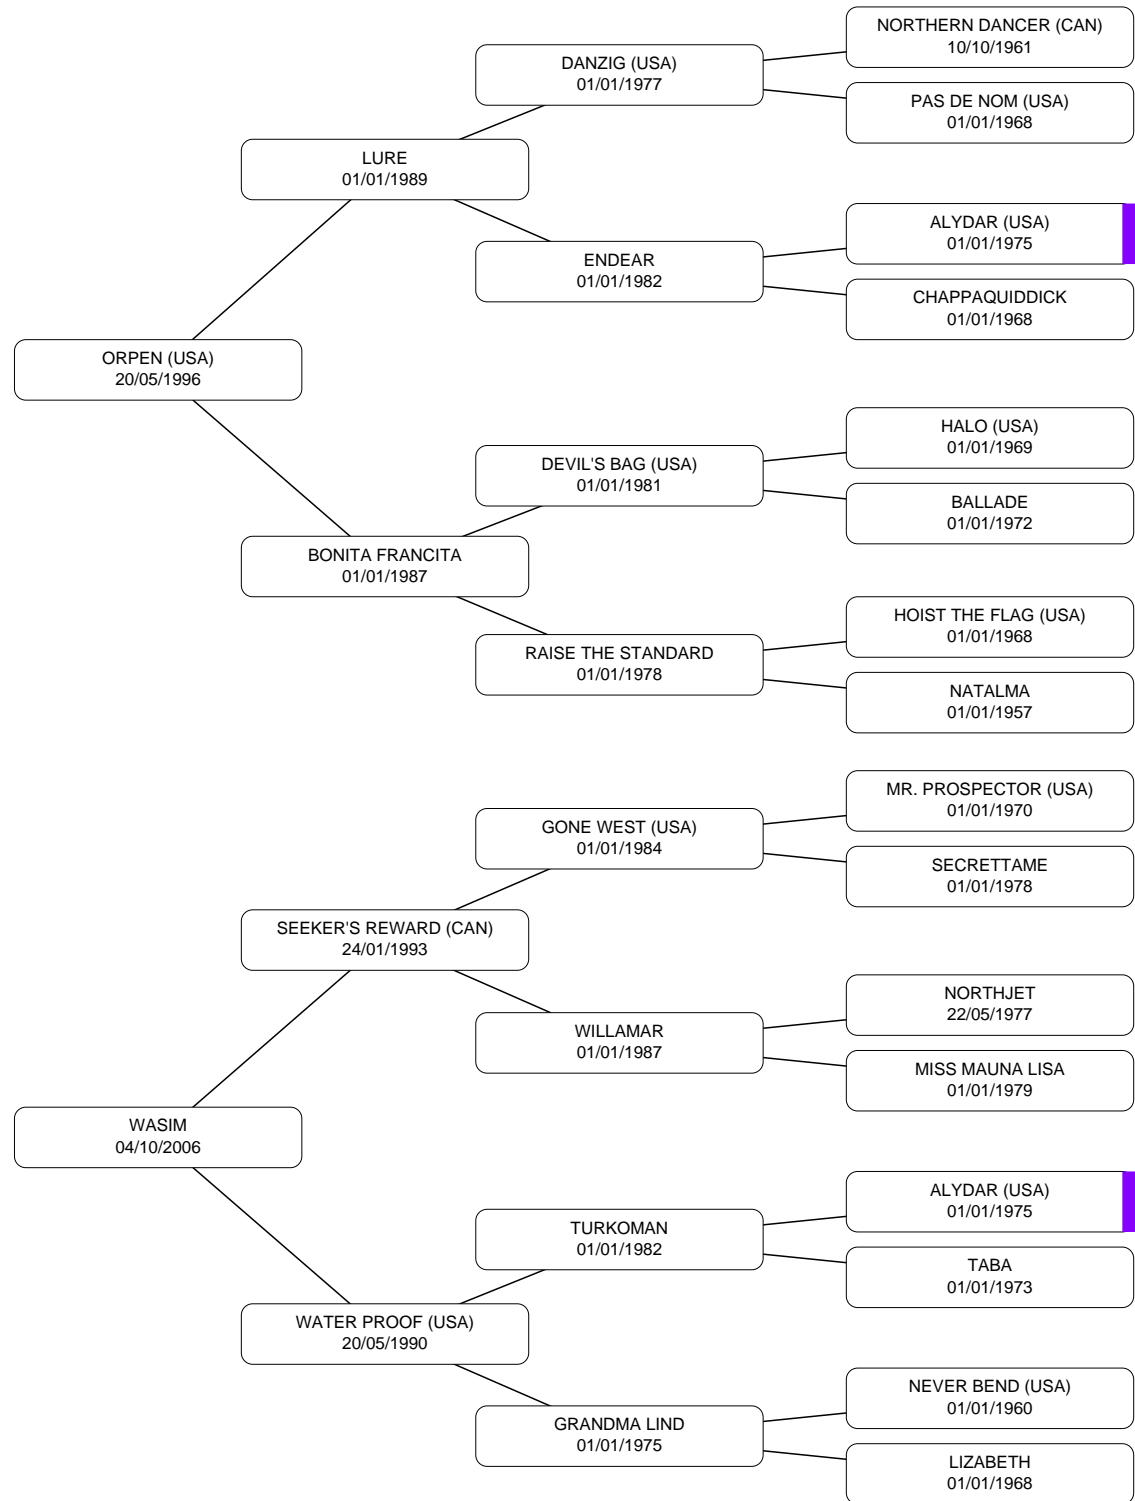 NORTHERN DANCER (CAN)
10/10/1961
DANZIG (USA)
01/01/1977
PAS DE NOM (USA)
01/01/1968
LURE
01/01/1989
ALYDAR (USA)
01/01/1975
ENDEAR
01/01/1982
CHAPPAQUIDDICK
01/01/1968
ORPEN (USA)
20/05/1996
HALO (USA)
01/01/1969
DEVIL'S BAG (USA)
01/01/1981
BALLADE
01/01/1972
BONITA FRANCITA
01/01/1987
HOIST THE FLAG (USA)
01/01/1968
RAISE THE STANDARD
01/01/1978
NATALMA
01/01/1957
MR. PROSPECTOR (USA)
01/01/1970
GONE WEST (USA)
01/01/1984
SECRETTAME
01/01/1978
SEEKER'S REWARD (CAN)
24/01/1993
NORTHJET
22/05/1977
WILLAMAR
01/01/1987
MISS MAUNA LISA
01/01/1979
WASIM
04/10/2006
ALYDAR (USA)
01/01/1975
TURKOMAN
01/01/1982
TABA
01/01/1973
WATER PROOF (USA)
20/05/1990
NEVER BEND (USA)
01/01/1960
GRANDMA LIND
01/01/1975
LIZABETH
01/01/1968